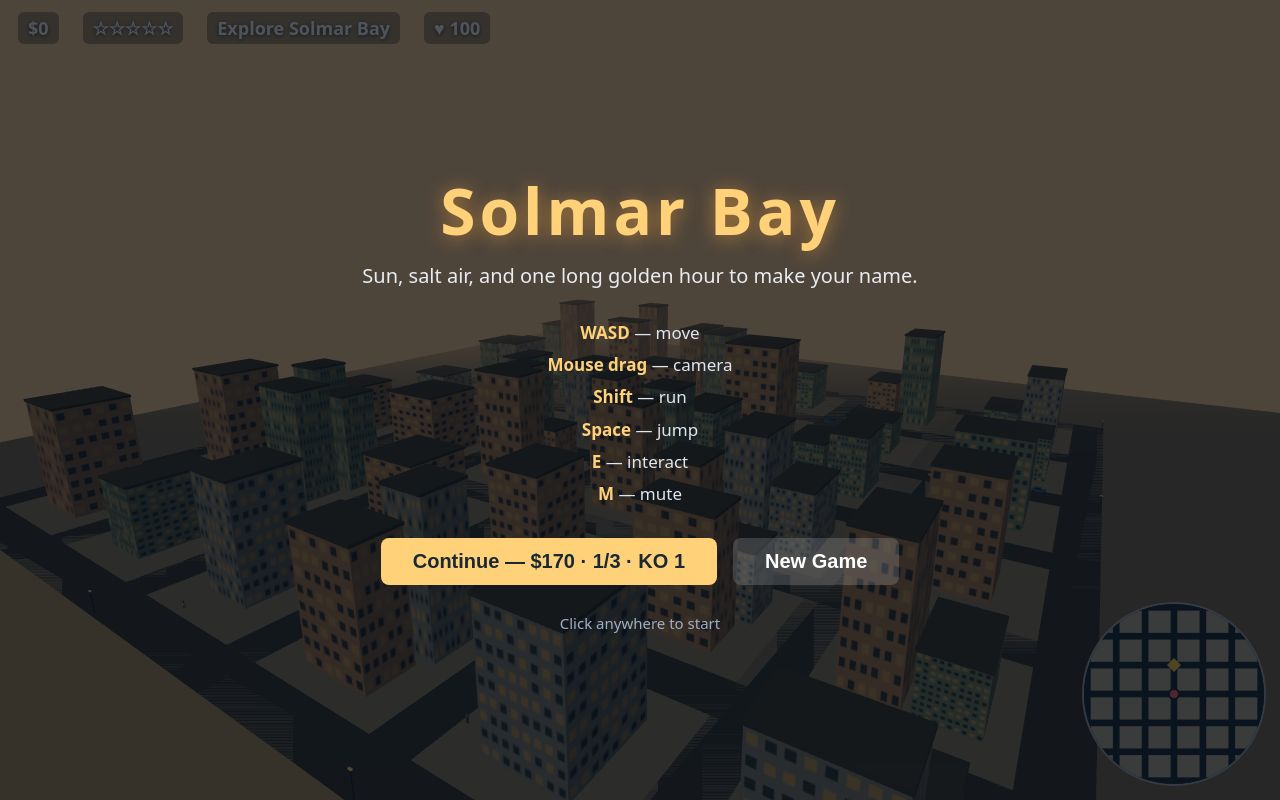 $0
☆☆☆☆☆
Explore Solmar Bay
♥ 100
Solmar Bay
Sun, salt air, and one long golden hour to make your name.
WASD — move
Mouse drag — camera
Shift — run
Space — jump
E — interact
M — mute
Continue — $170 · 1/3 · KO 1
New Game
Click anywhere to start